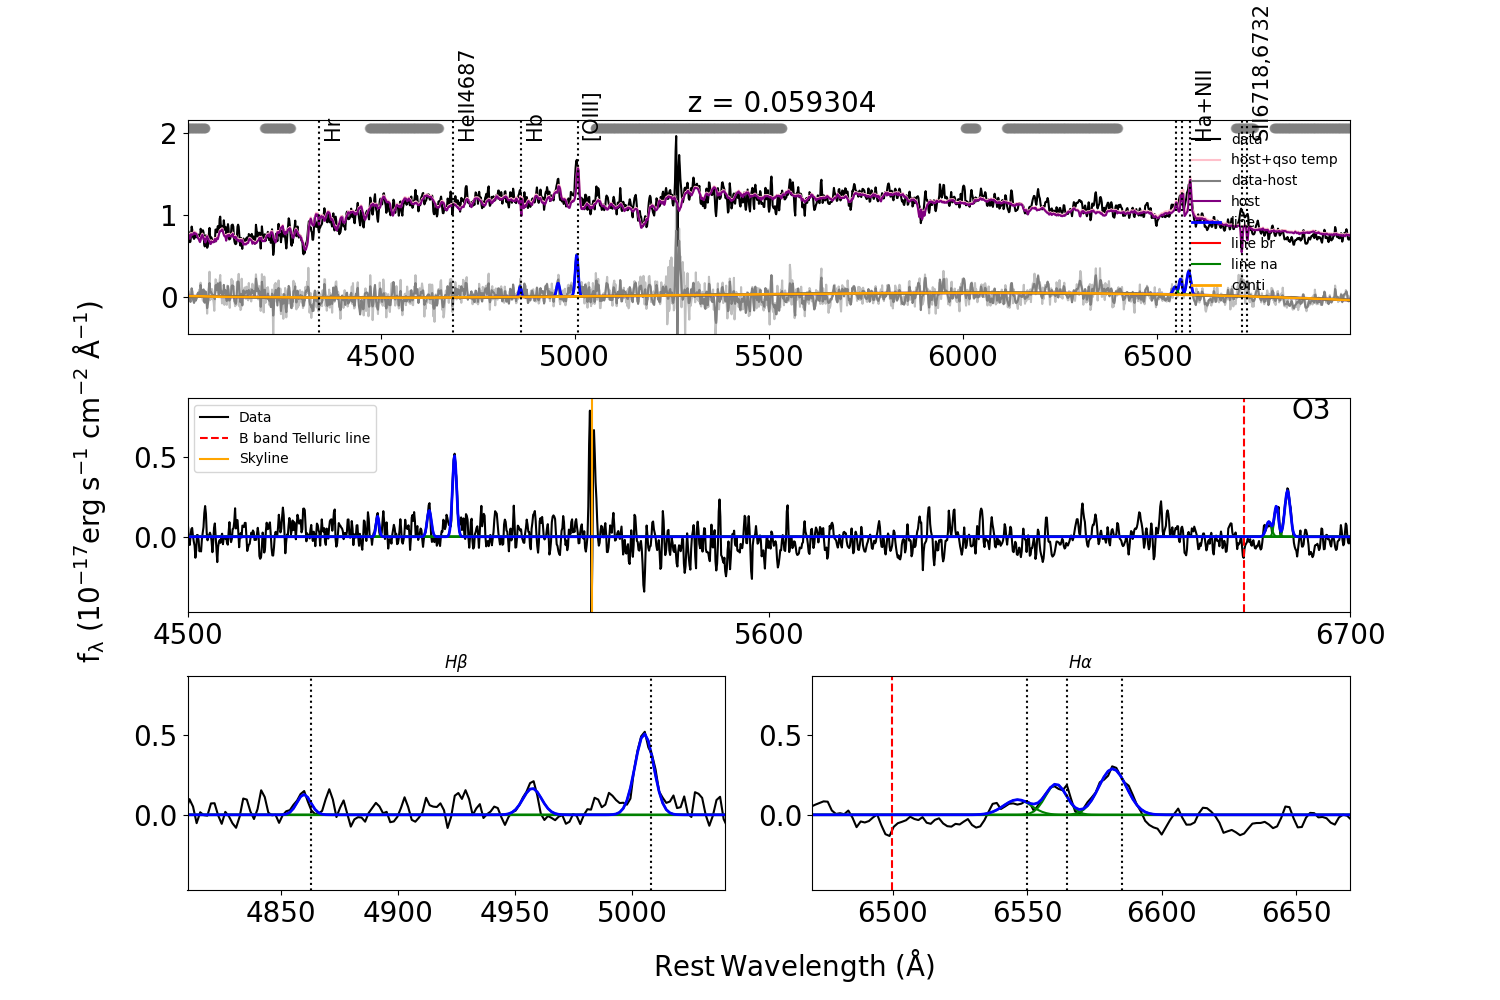 z = 0.059304
Hr
HeII4687
Hb
[OIII]
Ha+NII
SII6718,6732
2
1
0
data
host+qso temp
data-host
host
line
line br
line na
conti
4500 5000 5500 6000 6500
f_λ (10^−17 erg s^−1 cm^−2 Å^−1)
O3
Data
B band Telluric line
Skyline
0.5
0.0
4500 5600 6700
Hβ
0.5
0.0
4850 4900 4950 5000
Hα
0.5
0.0
6500 6550 6600 6650
Rest Wavelength (Å)